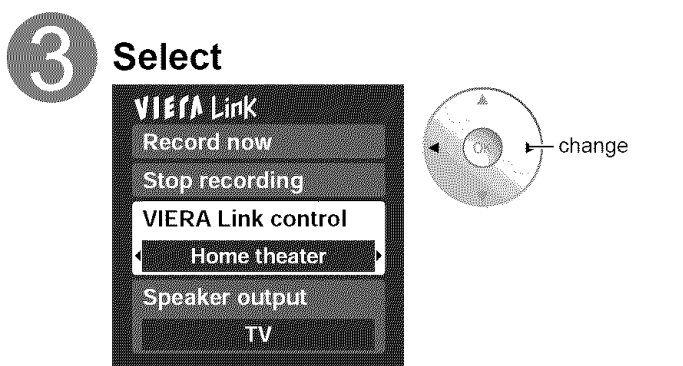 3 Select
VIERA Link
Record now
Stop recording
VIERA Link control
Home theater
Speaker output
TV
OK
change